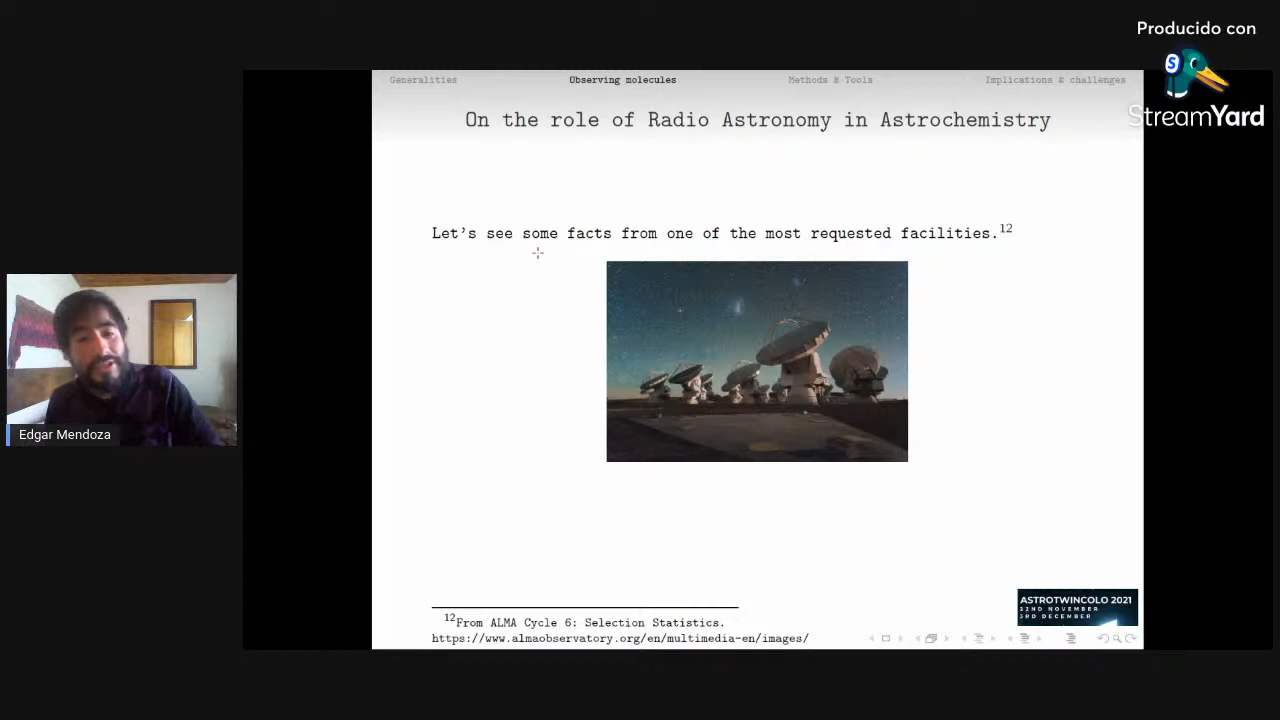 Producido con
StreamYard
Generalities Observing molecules Methods & Tools Implications & challenges
On the role of Radio Astronomy in Astrochemistry
Let's see some facts from one of the most requested facilities.12
Edgar Mendoza
12From ALMA Cycle 6: Selection Statistics.
https://www.almaobservatory.org/en/multimedia-en/images/
ASTROTWINCOLO 2021
22ND NOVEMBER
3RD DECEMBER